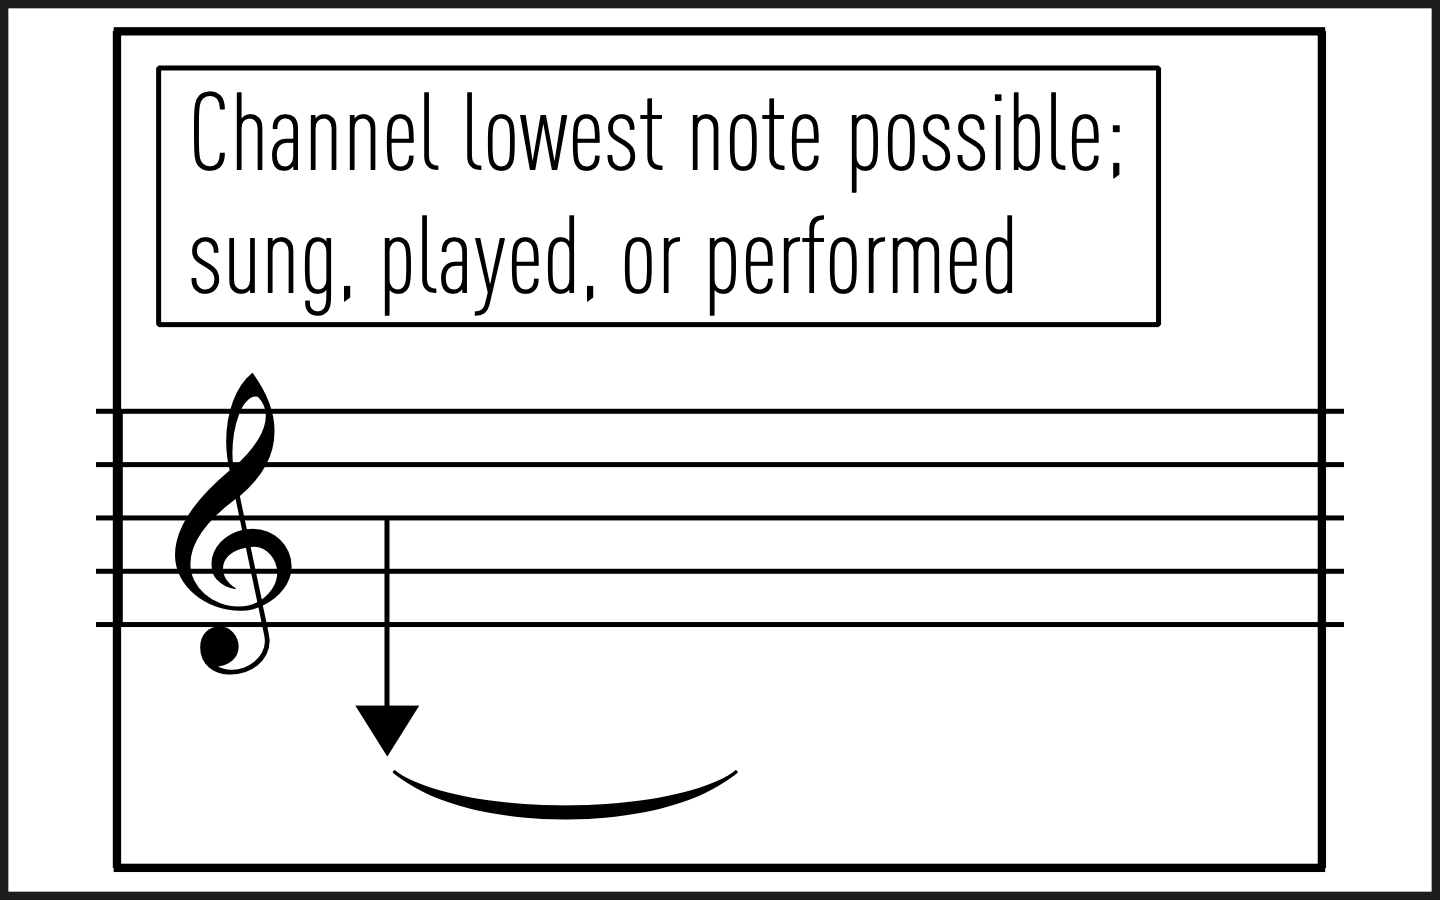 Channel lowest note possible;
sung, played, or performed